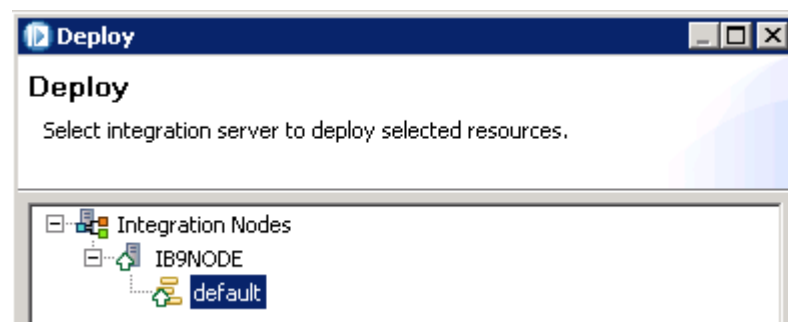 Deploy
Deploy
Select integration server to deploy selected resources.
Integration Nodes
IB9NODE
default